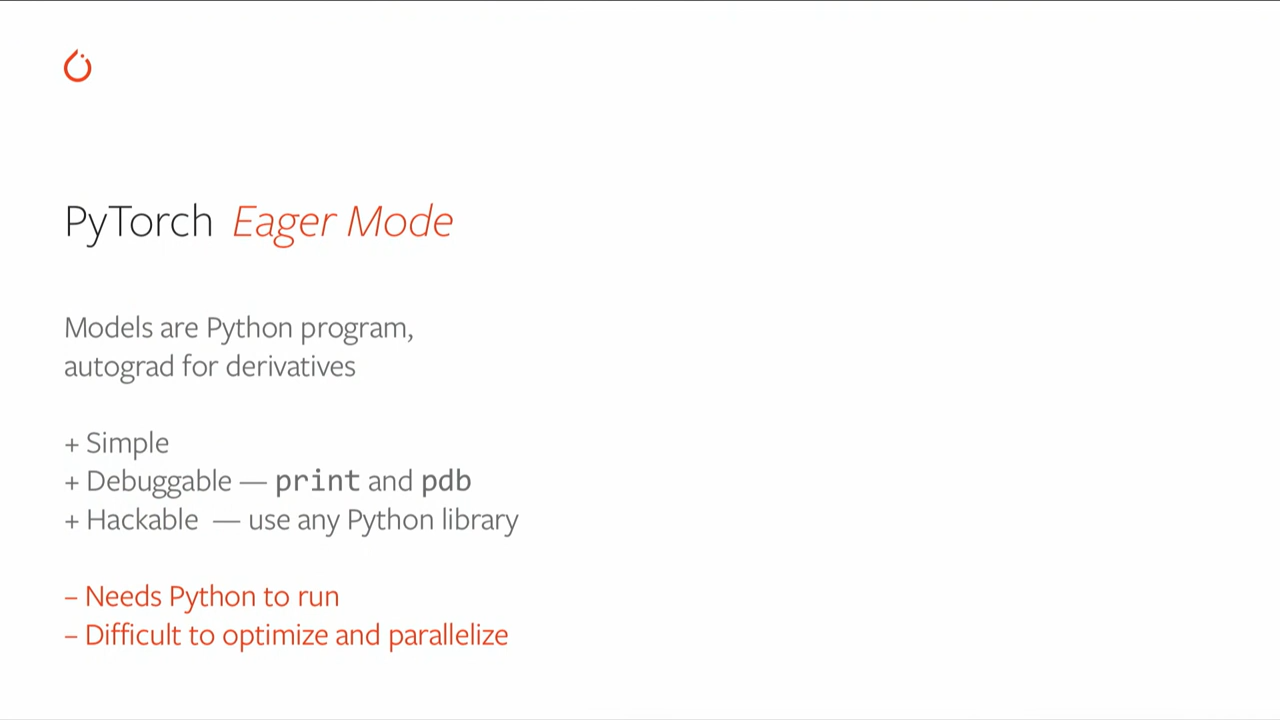 PyTorch Eager Mode
Models are Python program,
autograd for derivatives
+ Simple
+ Debuggable — print and pdb
+ Hackable — use any Python library
– Needs Python to run
– Difficult to optimize and parallelize